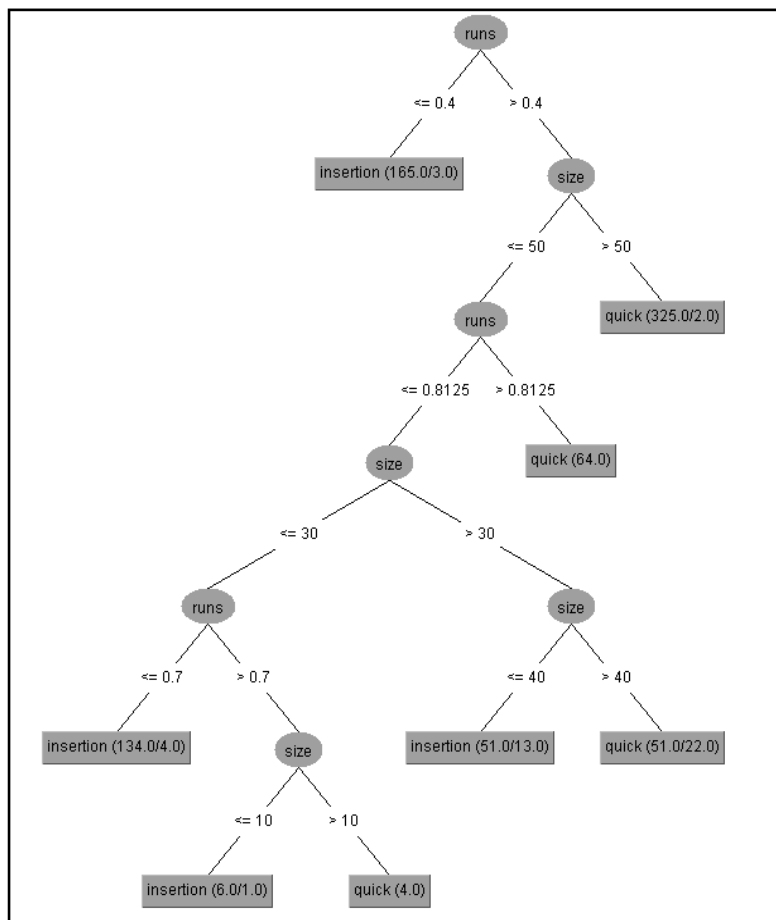 runs
<= 0.4 > 0.4
insertion (165.0/3.0) size
<= 50 > 50
runs quick (325.0/2.0)
<= 0.8125 > 0.8125
size quick (64.0)
<= 30 > 30
runs size
<= 0.7 > 0.7 <= 40 > 40
insertion (134.0/4.0) size insertion (51.0/13.0) quick (51.0/22.0)
<= 10 > 10
insertion (6.0/1.0) quick (4.0)